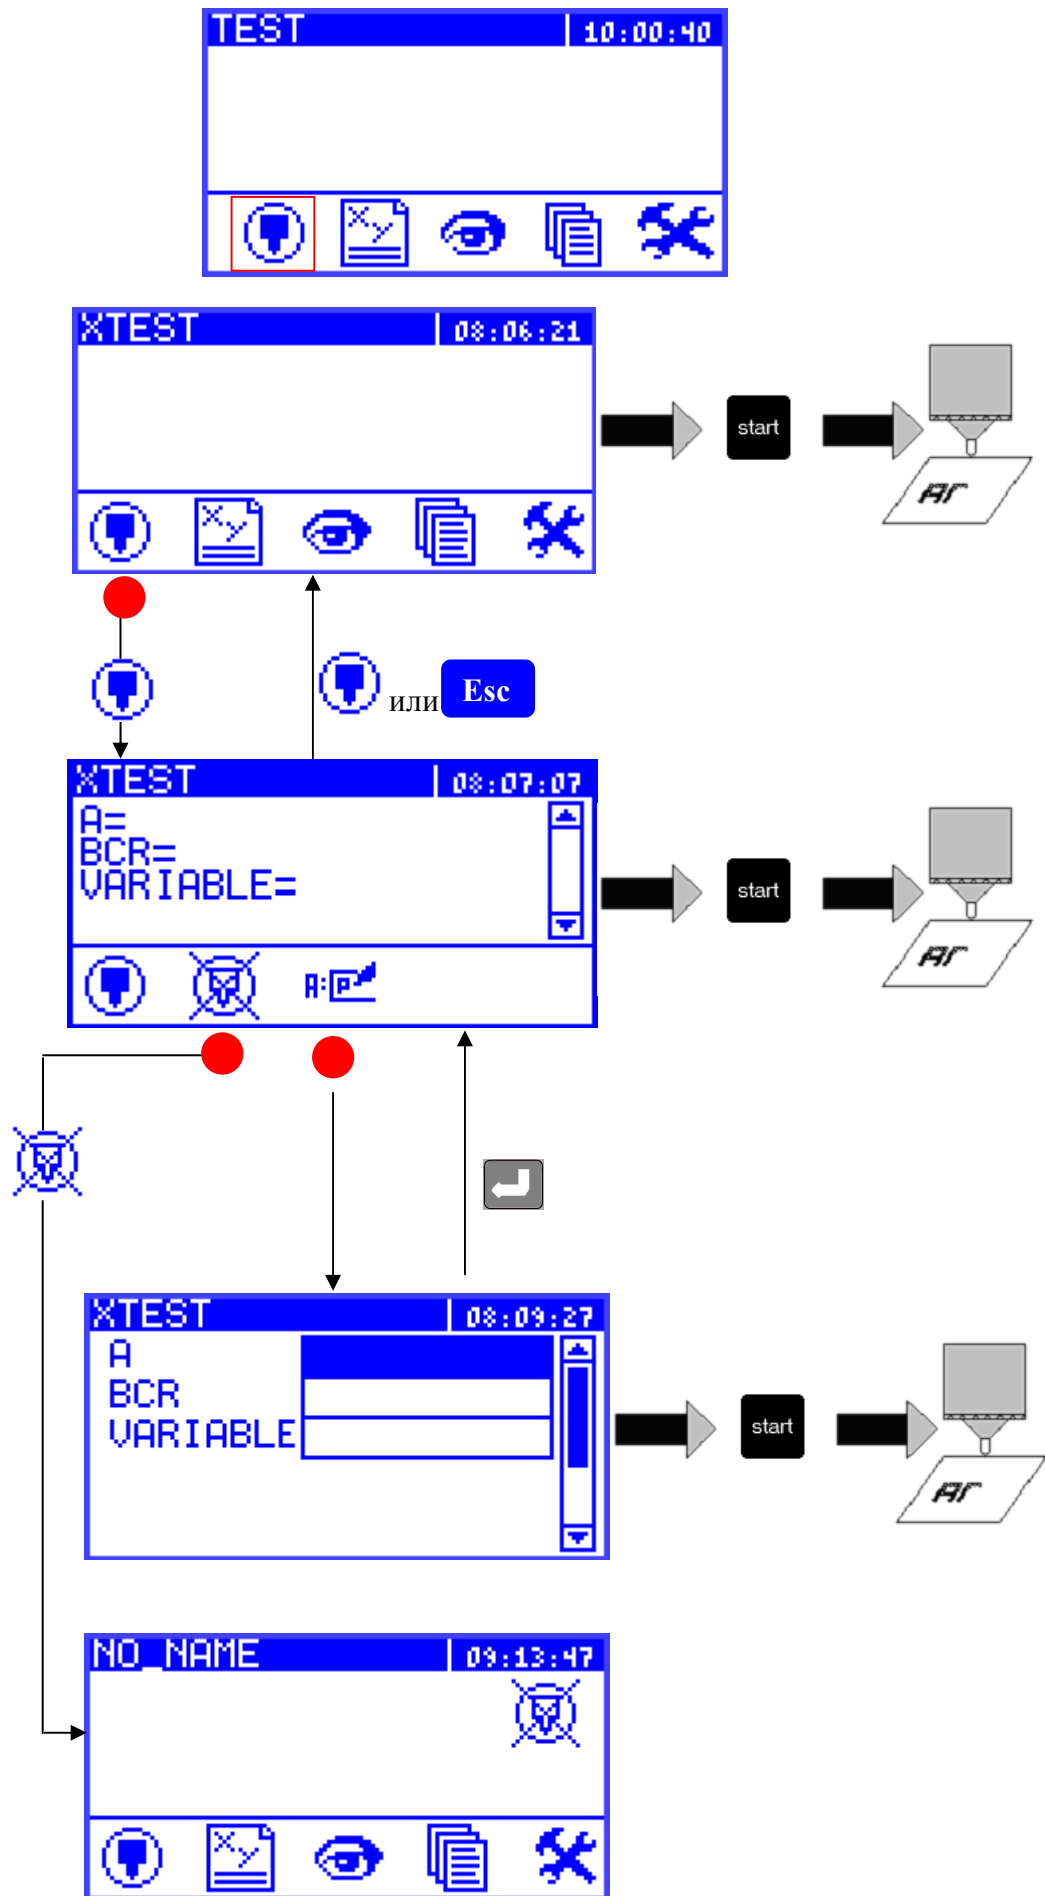 TEST 10:00:40
XTEST 08:06:21
start
или Esc
XTEST 08:07:07
A=
BCR=
VARIABLE=
start
A:P
XTEST 08:09:27
A
BCR
VARIABLE
start
NO_NAME 09:13:47